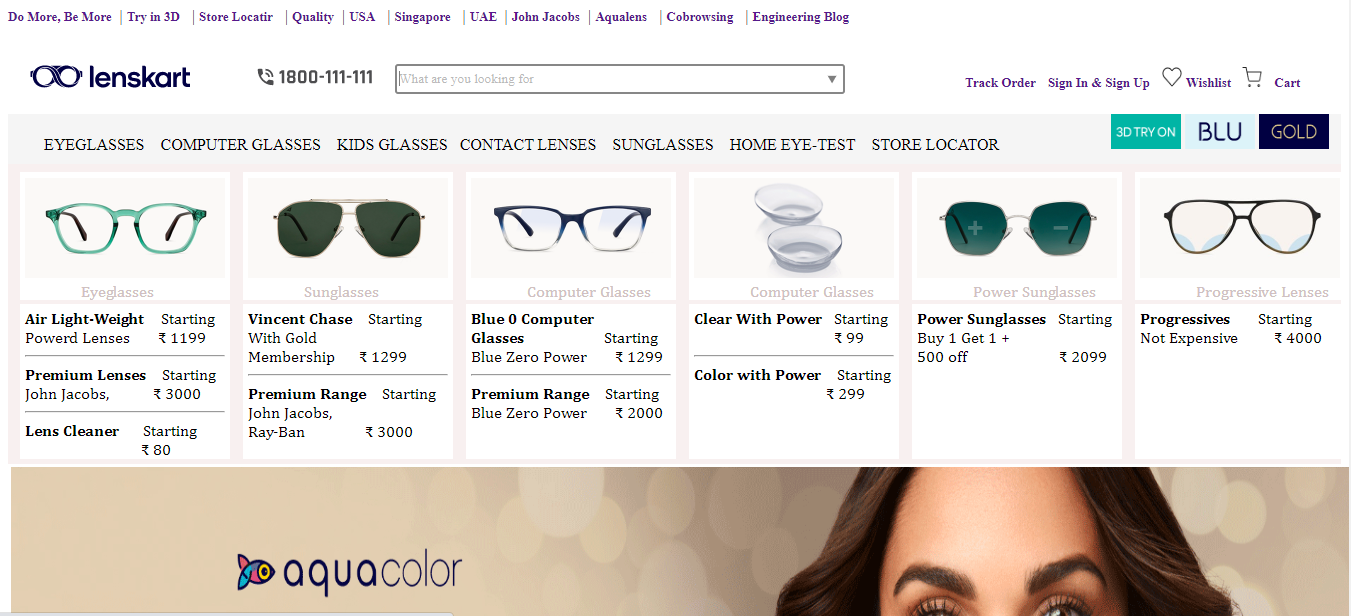 Do More, Be More | Try in 3D | Store Locatir | Quality | USA | Singapore | UAE | John Jacobs | Aqualens | Cobrowsing | Engineering Blog
lenskart 1800-111-111 What are you looking for Track Order Sign In & Sign Up Wishlist Cart
EYEGLASSES COMPUTER GLASSES KIDS GLASSES CONTACT LENSES SUNGLASSES HOME EYE-TEST STORE LOCATOR 3D TRY ON BLU GOLD
Eyeglasses
Air Light-Weight Starting
Powerd Lenses ₹ 1199
Premium Lenses Starting
John Jacobs, ₹ 3000
Lens Cleaner Starting
₹ 80
Sunglasses
Vincent Chase Starting
With Gold
Membership ₹ 1299
Premium Range Starting
John Jacobs,
Ray-Ban ₹ 3000
Computer Glasses
Blue 0 Computer
Glasses Starting
Blue Zero Power ₹ 1299
Premium Range Starting
Blue Zero Power ₹ 2000
Computer Glasses
Clear With Power Starting
₹ 99
Color with Power Starting
₹ 299
Power Sunglasses
Power Sunglasses Starting
Buy 1 Get 1 +
500 off ₹ 2099
Progressive Lenses
Progressives Starting
Not Expensive ₹ 4000
aquacolor